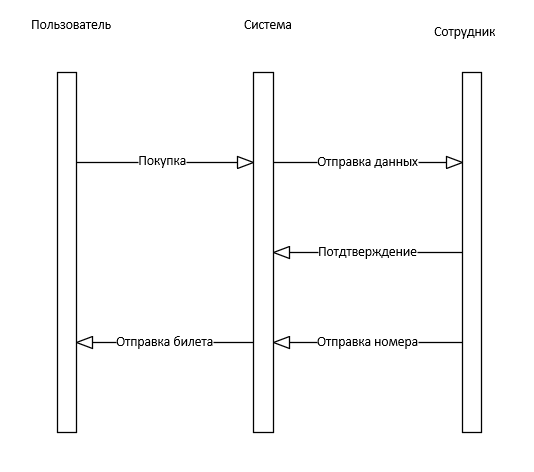 Пользователь
Система
Сотрудник
Покупка
Отправка данных
Потдтверждение
Отправка билета
Отправка номера